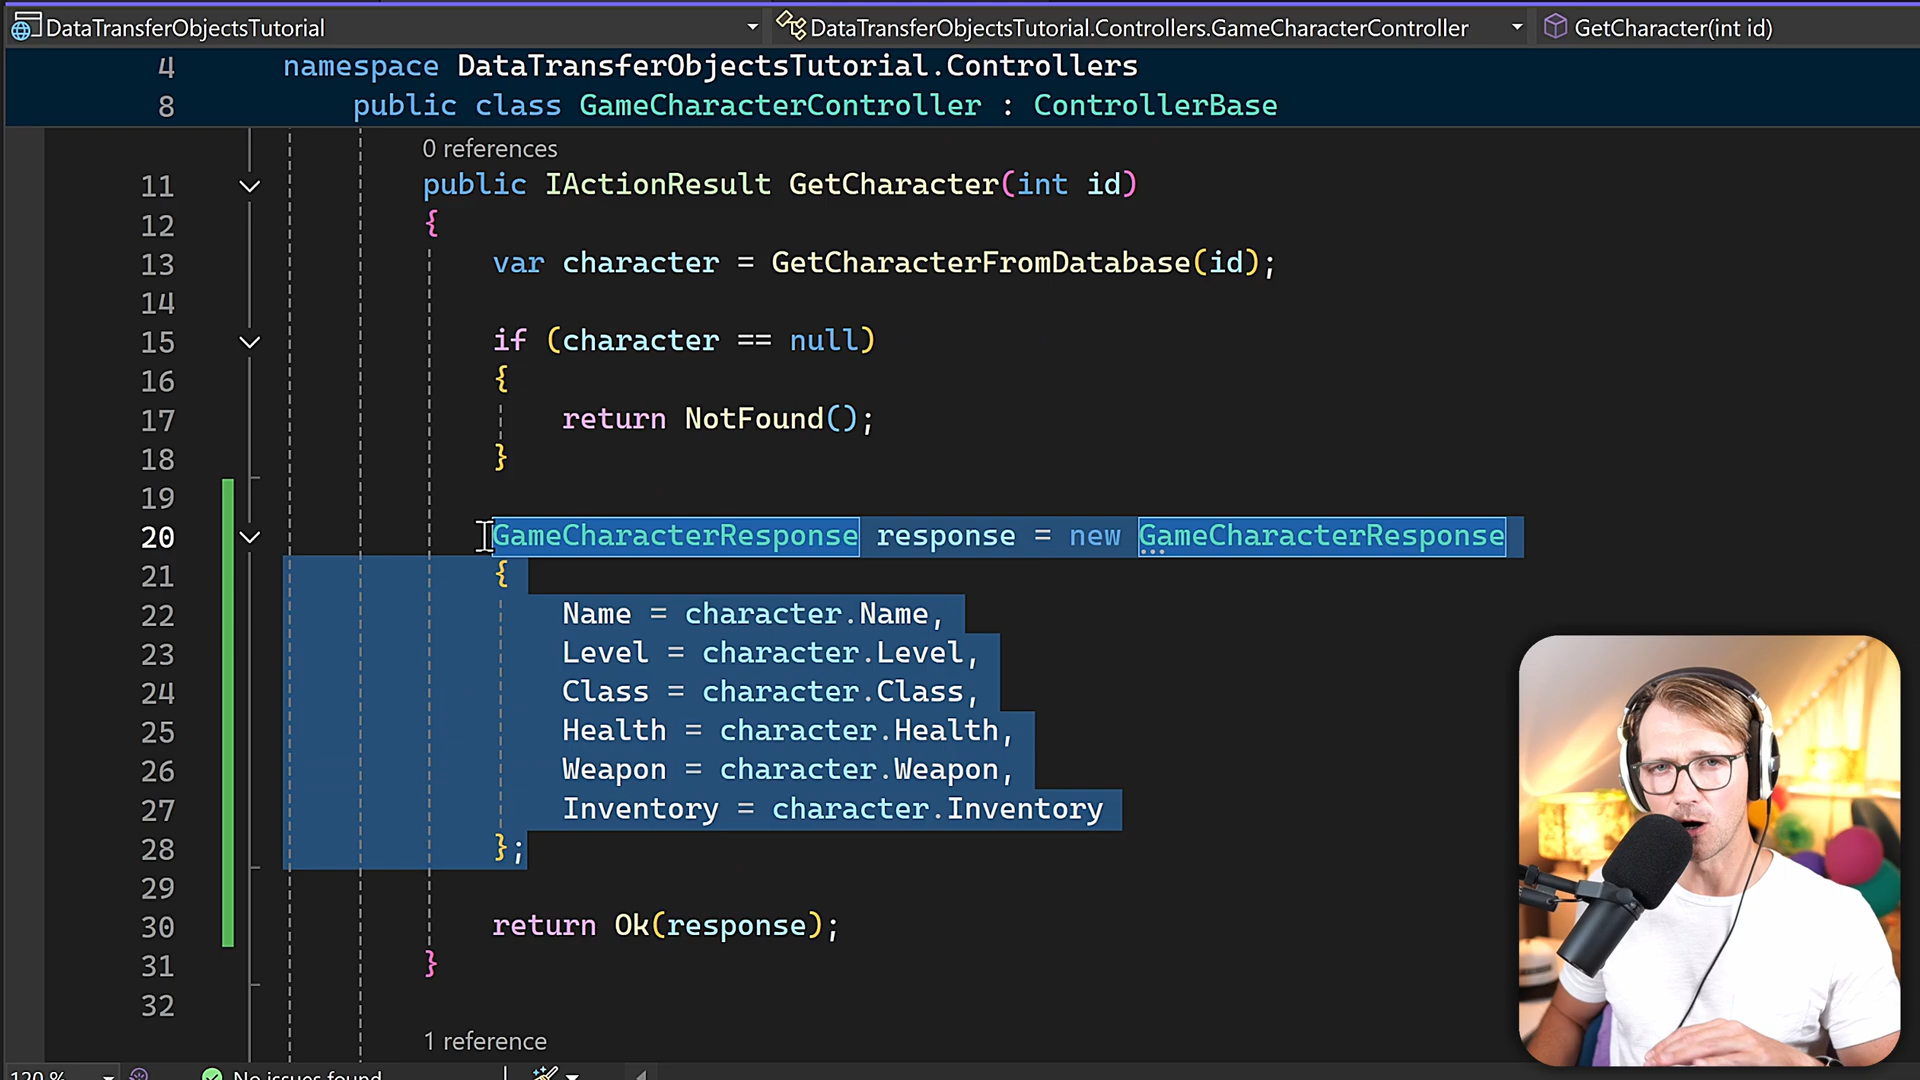 DataTransferObjectsTutorial DataTransferObjectsTutorial.Controllers.GameCharacterController GetCharacter(int id)
4 namespace DataTransferObjectsTutorial.Controllers
8 public class GameCharacterController : ControllerBase
0 references
11 public IActionResult GetCharacter(int id)
12 {
13 var character = GetCharacterFromDatabase(id);
14
15 if (character == null)
16 {
17 return NotFound();
18 }
19
20 GameCharacterResponse response = new GameCharacterResponse
21 {
22 Name = character.Name,
23 Level = character.Level,
24 Class = character.Class,
25 Health = character.Health,
26 Weapon = character.Weapon,
27 Inventory = character.Inventory
28 };
29
30 return Ok(response);
31 }
32
1 reference
120 % No issues found